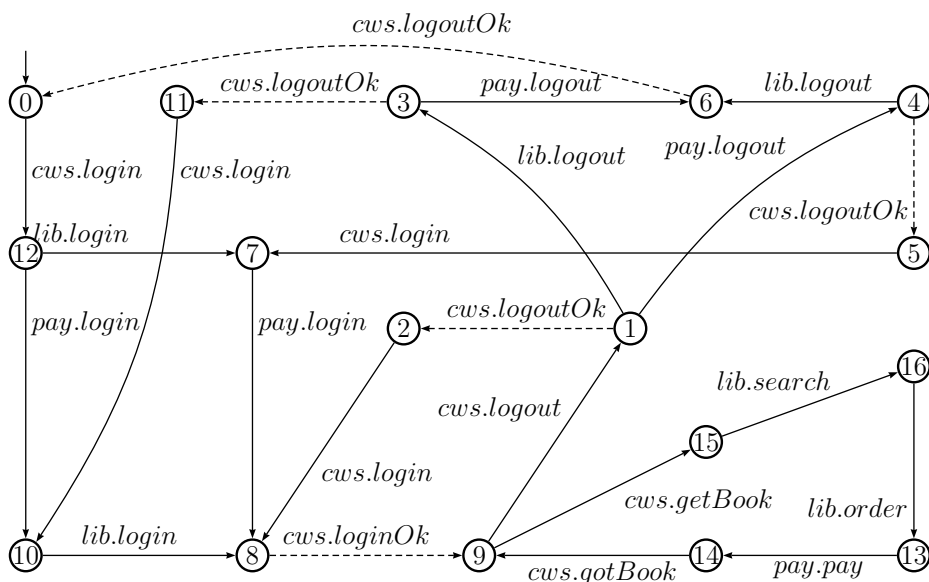 cws.logoutOk
cws.logoutOk pay.logout lib.logout
0 11 3 6 4
cws.login cws.login lib.logout pay.logout
cws.logoutOk
lib.login cws.login
12 7 5
cws.logoutOk
pay.login pay.login 2 1
lib.search 16
cws.logout
15
cws.login cws.getBook
lib.order
lib.login cws.loginOk
10 8 9 14 13
cws.gotBook pay.pay